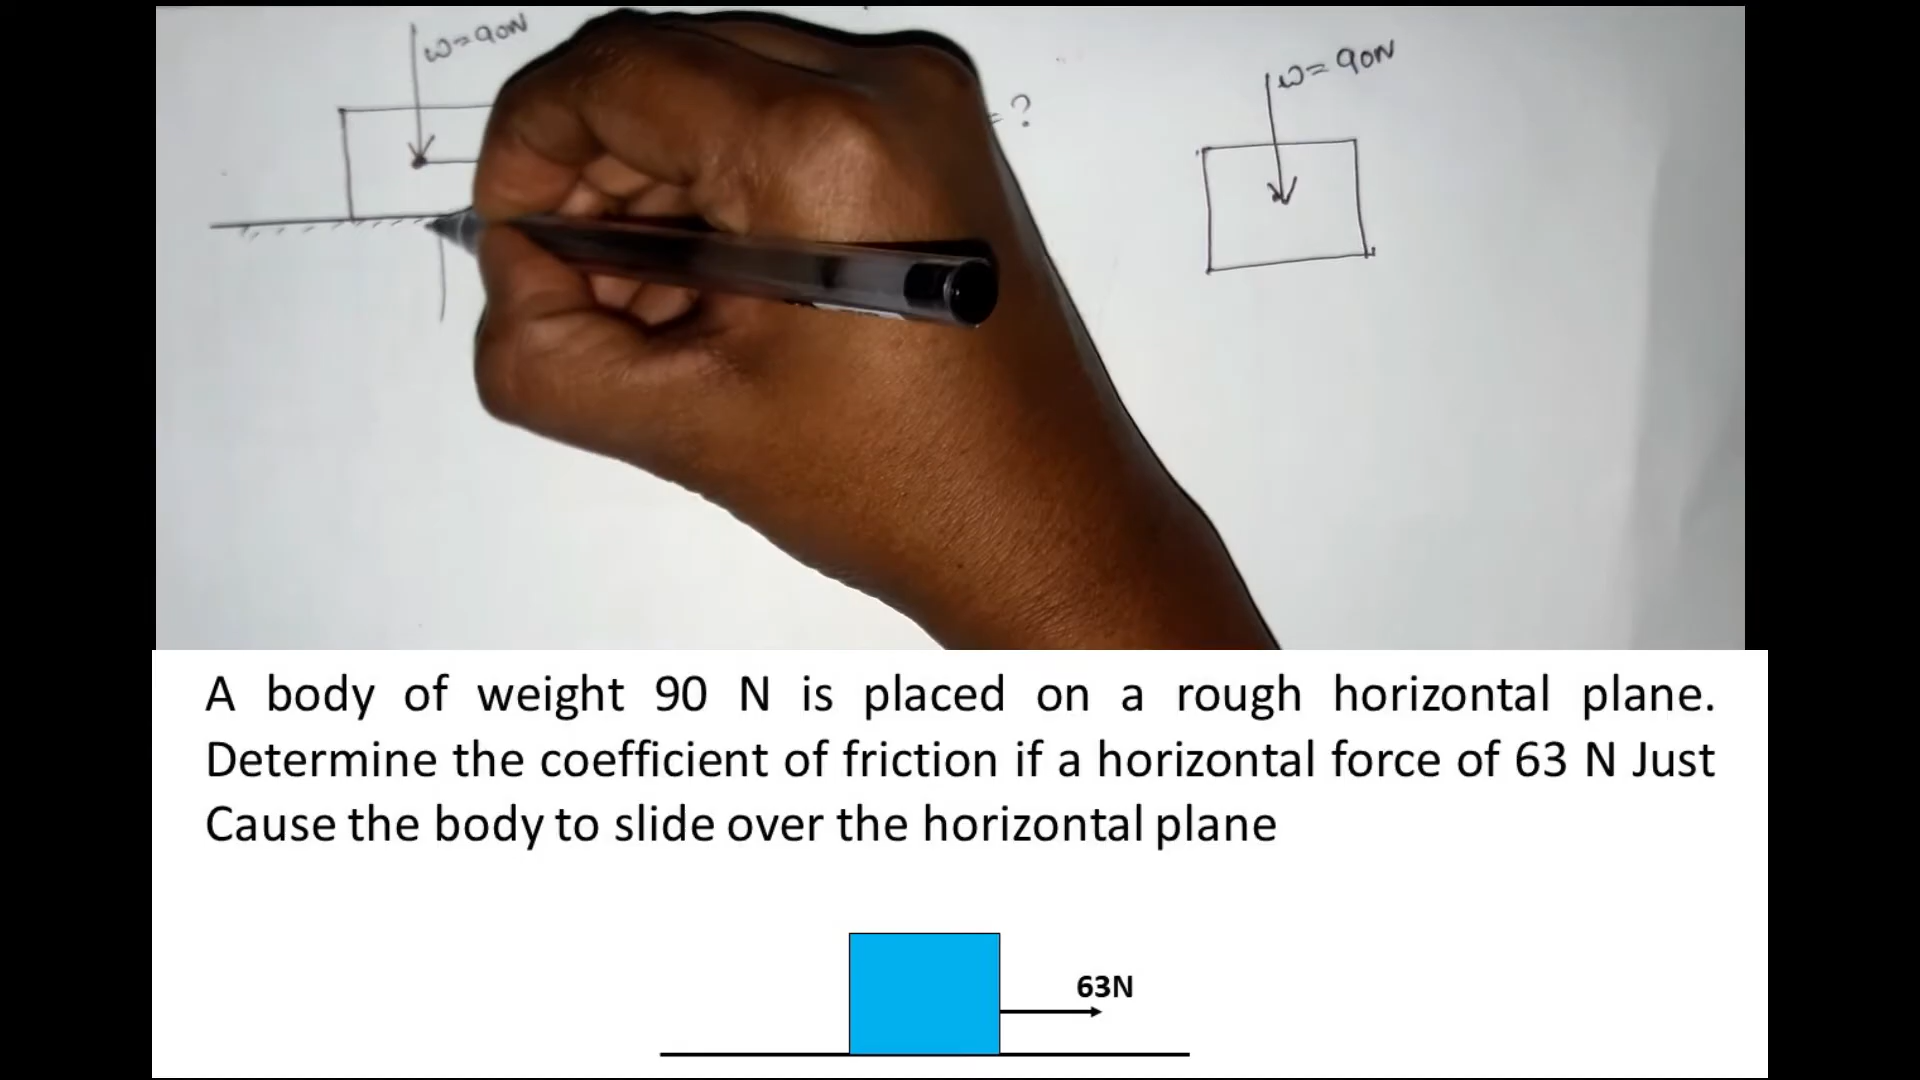 w=90N
= ?
w= 90N
A body of weight 90 N is placed on a rough horizontal plane.
Determine the coefficient of friction if a horizontal force of 63 N Just
Cause the body to slide over the horizontal plane
63N